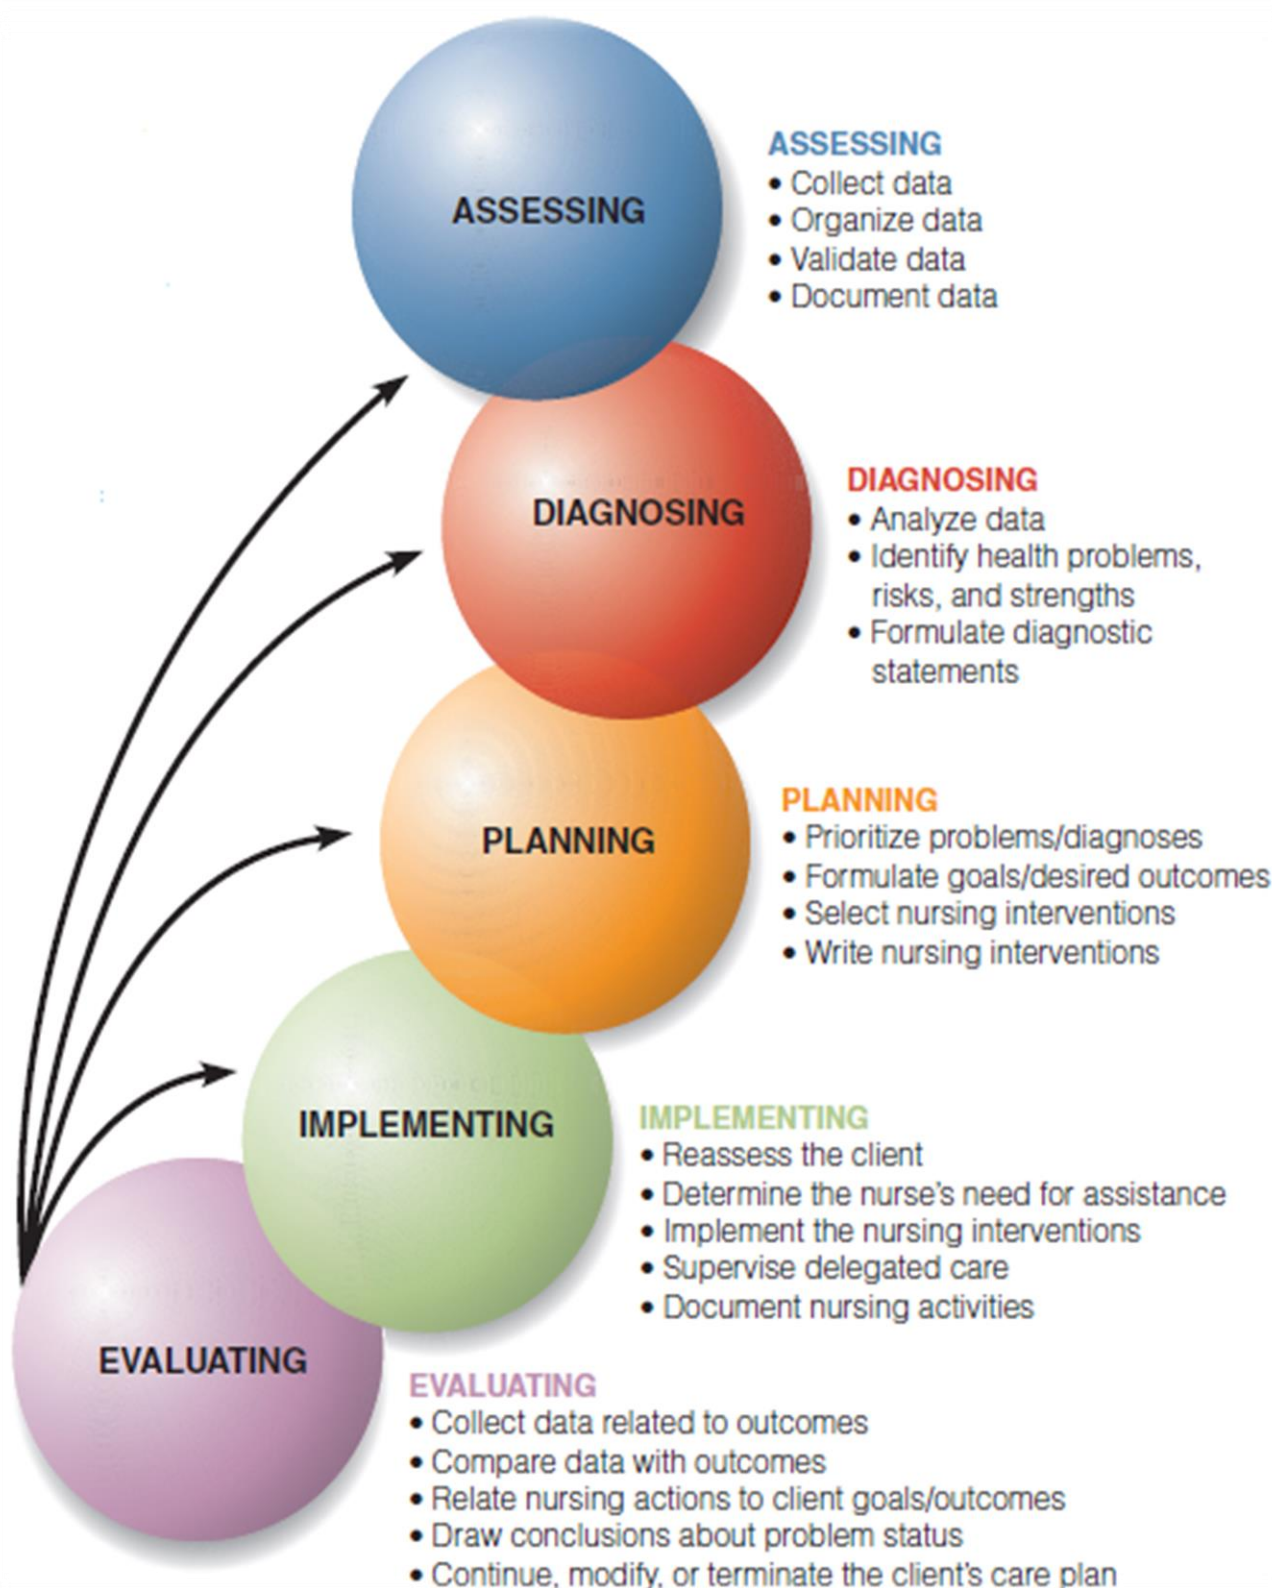 ASSESSING
ASSESSING
• Collect data
• Organize data
• Validate data
• Document data
DIAGNOSING
DIAGNOSING
• Analyze data
• Identify health problems,
risks, and strengths
• Formulate diagnostic
statements
PLANNING
PLANNING
• Prioritize problems/diagnoses
• Formulate goals/desired outcomes
• Select nursing interventions
• Write nursing interventions
IMPLEMENTING
IMPLEMENTING
• Reassess the client
• Determine the nurse's need for assistance
• Implement the nursing interventions
• Supervise delegated care
• Document nursing activities
EVALUATING
EVALUATING
• Collect data related to outcomes
• Compare data with outcomes
• Relate nursing actions to client goals/outcomes
• Draw conclusions about problem status
• Continue, modify, or terminate the client's care plan